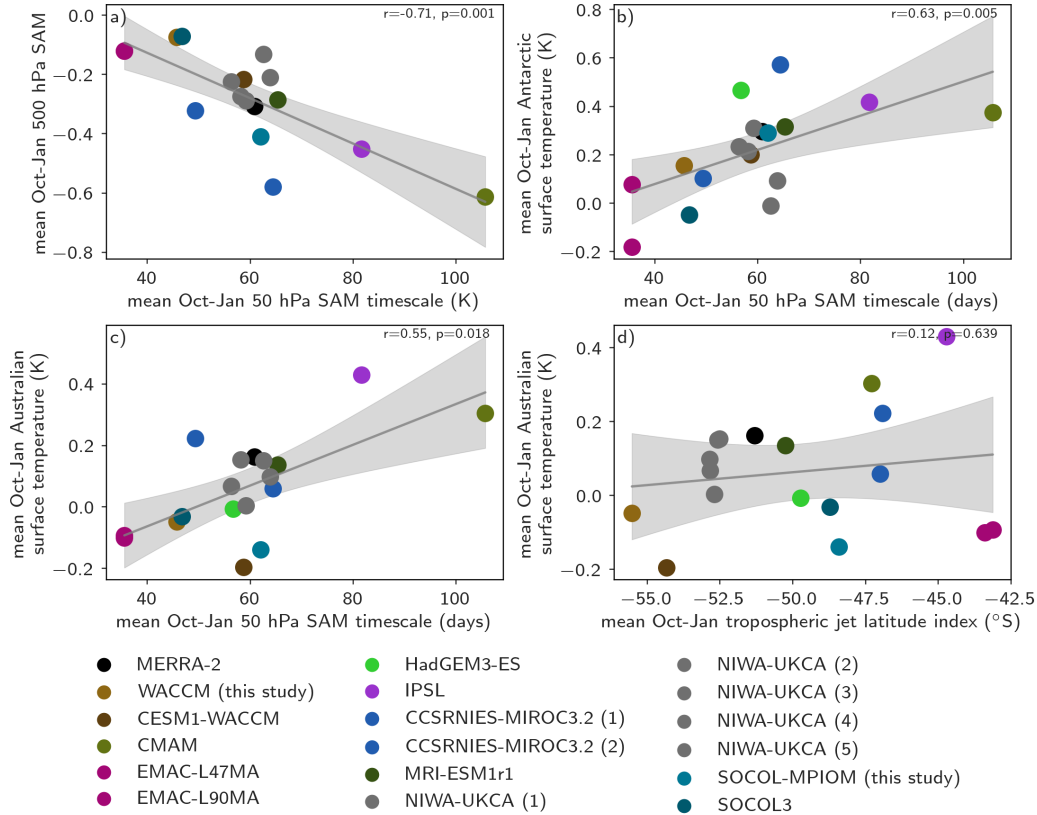 a)
r=-0.71, p=0.001
0.0
−0.2
−0.4
−0.6
−0.8
mean Oct-Jan 500 hPa SAM
40 60 80 100
mean Oct-Jan 50 hPa SAM timescale (K)
b)
r=0.63, p=0.005
0.8
0.6
0.4
0.2
0.0
−0.2
mean Oct-Jan Antarctic
surface temperature (K)
40 60 80 100
mean Oct-Jan 50 hPa SAM timescale (days)
c)
r=0.55, p=0.018
0.4
0.2
0.0
−0.2
mean Oct-Jan Australian
surface temperature (K)
40 60 80 100
mean Oct-Jan 50 hPa SAM timescale (days)
d)
r=0.12, p=0.639
0.4
0.2
0.0
−0.2
mean Oct-Jan Australian
surface temperature (K)
−55.0 −52.5 −50.0 −47.5 −45.0 −42.5
mean Oct-Jan tropospheric jet latitude index (°S)
MERRA-2
WACCM (this study)
CESM1-WACCM
CMAM
EMAC-L47MA
EMAC-L90MA
HadGEM3-ES
IPSL
CCSRNIES-MIROC3.2 (1)
CCSRNIES-MIROC3.2 (2)
MRI-ESM1r1
NIWA-UKCA (1)
NIWA-UKCA (2)
NIWA-UKCA (3)
NIWA-UKCA (4)
NIWA-UKCA (5)
SOCOL-MPIOM (this study)
SOCOL3